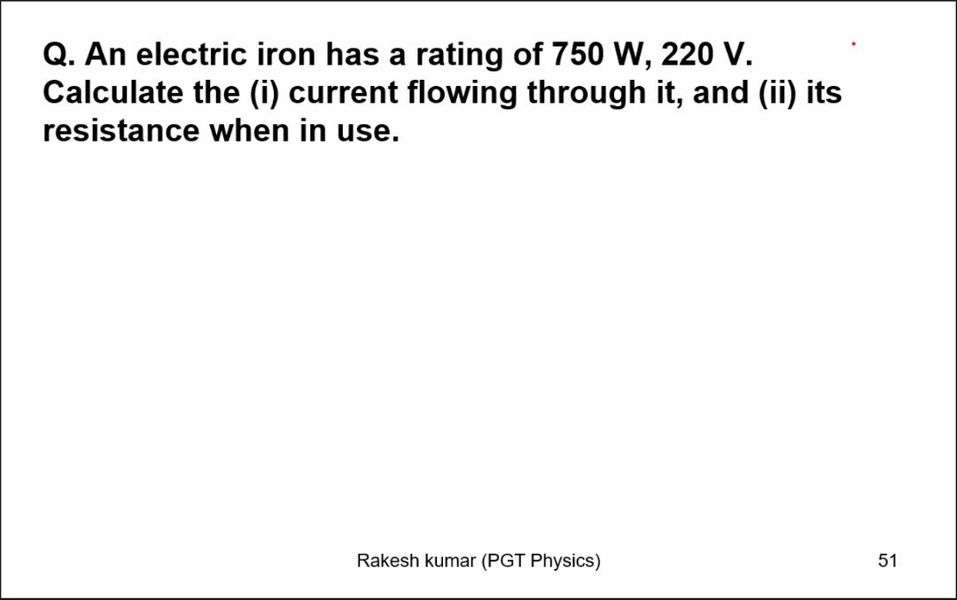 Q. An electric iron has a rating of 750 W, 220 V.
Calculate the (i) current flowing through it, and (ii) its
resistance when in use.
Rakesh kumar (PGT Physics)
51